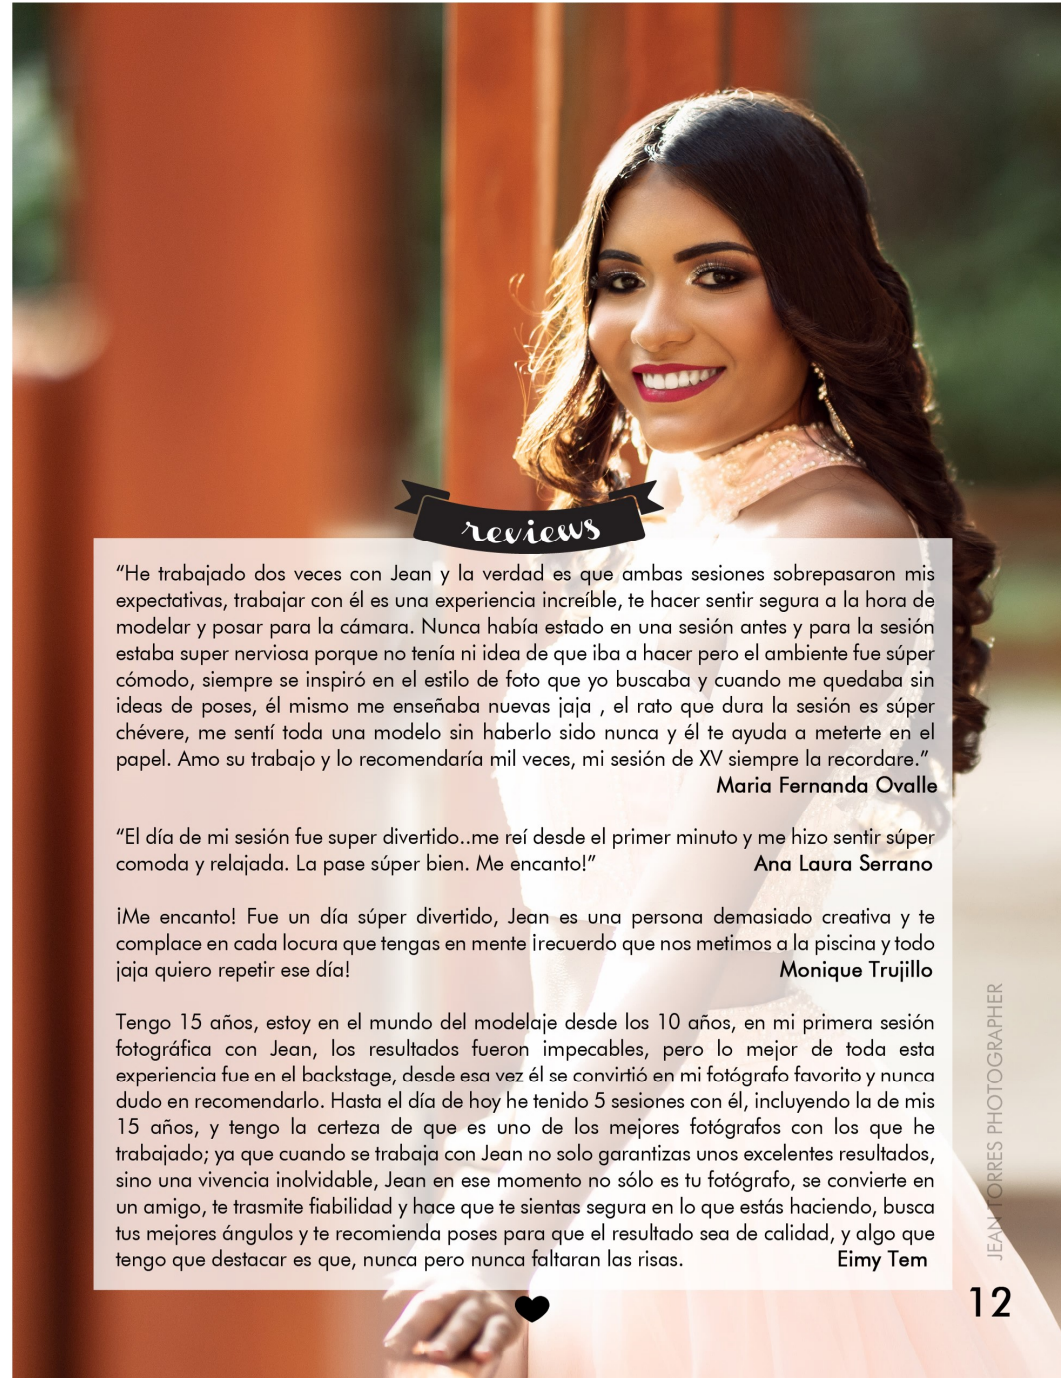 reviews
“He trabajado dos veces con Jean y la verdad es que ambas sesiones sobrepasaron mis
expectativas, trabajar con él es una experiencia increíble, te hacer sentir segura a la hora de
modelar y posar para la cámara. Nunca había estado en una sesión antes y para la sesión
estaba super nerviosa porque no tenía ni idea de que iba a hacer pero el ambiente fue súper
cómodo, siempre se inspiró en el estilo de foto que yo buscaba y cuando me quedaba sin
ideas de poses, él mismo me enseñaba nuevas jaja , el rato que dura la sesión es súper
chévere, me sentí toda una modelo sin haberlo sido nunca y él te ayuda a meterte en el
papel. Amo su trabajo y lo recomendaría mil veces, mi sesión de XV siempre la recordare.”
Maria Fernanda Ovalle
“El día de mi sesión fue super divertido..me reí desde el primer minuto y me hizo sentir súper
comoda y relajada. La pase súper bien. Me encanto!” Ana Laura Serrano
¡Me encanto! Fue un día súper divertido, Jean es una persona demasiado creativa y te
complace en cada locura que tengas en mente ¡recuerdo que nos metimos a la piscina y todo
jaja quiero repetir ese día! Monique Trujillo
Tengo 15 años, estoy en el mundo del modelaje desde los 10 años, en mi primera sesión
fotográfica con Jean, los resultados fueron impecables, pero lo mejor de toda esta
experiencia fue en el backstage, desde esa vez él se convirtió en mi fotógrafo favorito y nunca
dudo en recomendarlo. Hasta el día de hoy he tenido 5 sesiones con él, incluyendo la de mis
15 años, y tengo la certeza de que es uno de los mejores fotógrafos con los que he
trabajado; ya que cuando se trabaja con Jean no solo garantizas unos excelentes resultados,
sino una vivencia inolvidable, Jean en ese momento no sólo es tu fotógrafo, se convierte en
un amigo, te trasmite fiabilidad y hace que te sientas segura en lo que estás haciendo, busca
tus mejores ángulos y te recomienda poses para que el resultado sea de calidad, y algo que
tengo que destacar es que, nunca pero nunca faltaran las risas. Eimy Tem
JEAN TORRES PHOTOGRAPHER
12